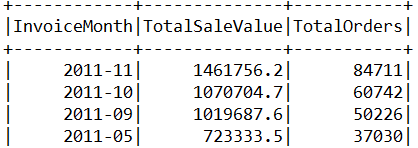 +------------+--------------+-----------+
|InvoiceMonth|TotalSaleValue|TotalOrders|
+------------+--------------+-----------+
|     2011-11|     1461756.2|      84711|
|     2011-10|     1070704.7|      60742|
|     2011-09|     1019687.6|      50226|
|     2011-05|      723333.5|      37030|